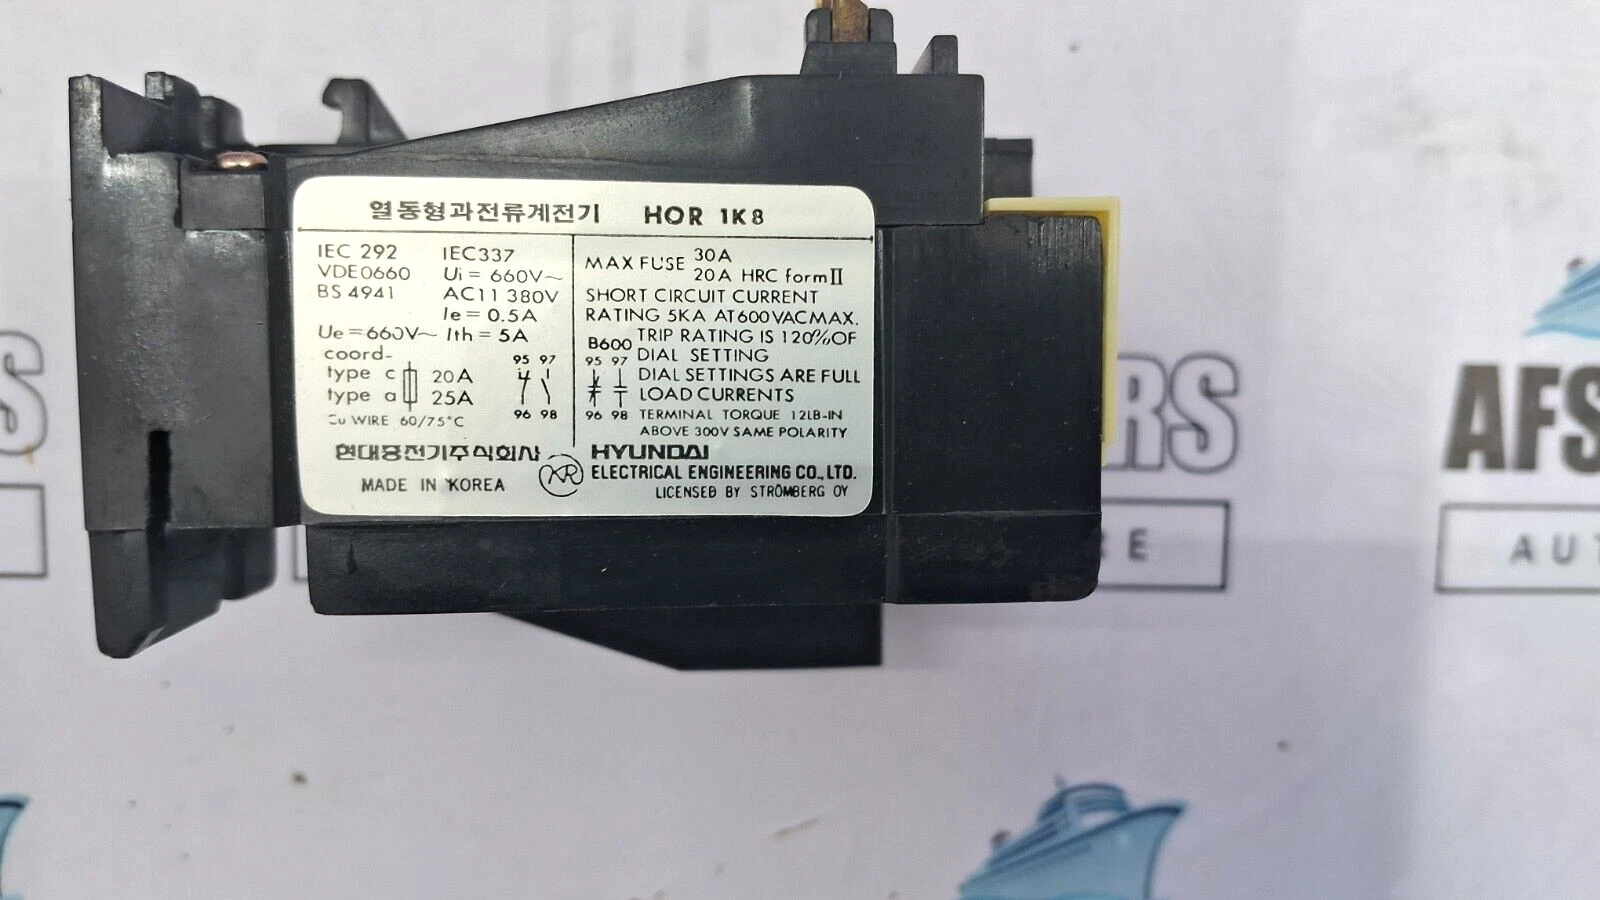 열동형과전류계전기 HOR 1K8
IEC 292 IEC337
VDE0660 Ui = 660V~
BS 4941 AC11 380V
Ie = 0.5A
Ue = 660V~ Ith = 5A
coord-
type c 20A
type a 25A
95 97
96 98
Cu WIRE 60/75°C
MAX FUSE 30A
20A HRC form II
SHORT CIRCUIT CURRENT
RATING 5KA AT 600 VAC MAX.
B600 TRIP RATING IS 120% OF
95 97 DIAL SETTING
DIAL SETTINGS ARE FULL
LOAD CURRENTS
96 98 TERMINAL TORQUE 12LB-IN
ABOVE 300V SAME POLARITY
현대중전기주식회사
MADE IN KOREA
HYUNDAI
ELECTRICAL ENGINEERING CO., LTD.
LICENSED BY STRÖMBERG OY
RS
CE
AFS
AUT
S